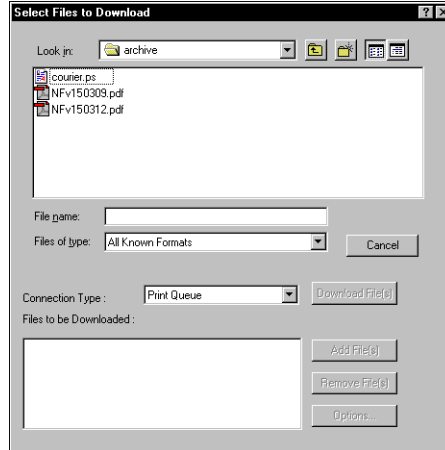 Select Files to Download
Look in: archive
courier.ps
NFv150309.pdf
NFv150312.pdf
File name:
Files of type: All Known Formats
Cancel
Connection Type : Print Queue
Download File(s)
Files to be Downloaded :
Add File(s)
Remove File(s)
Options...